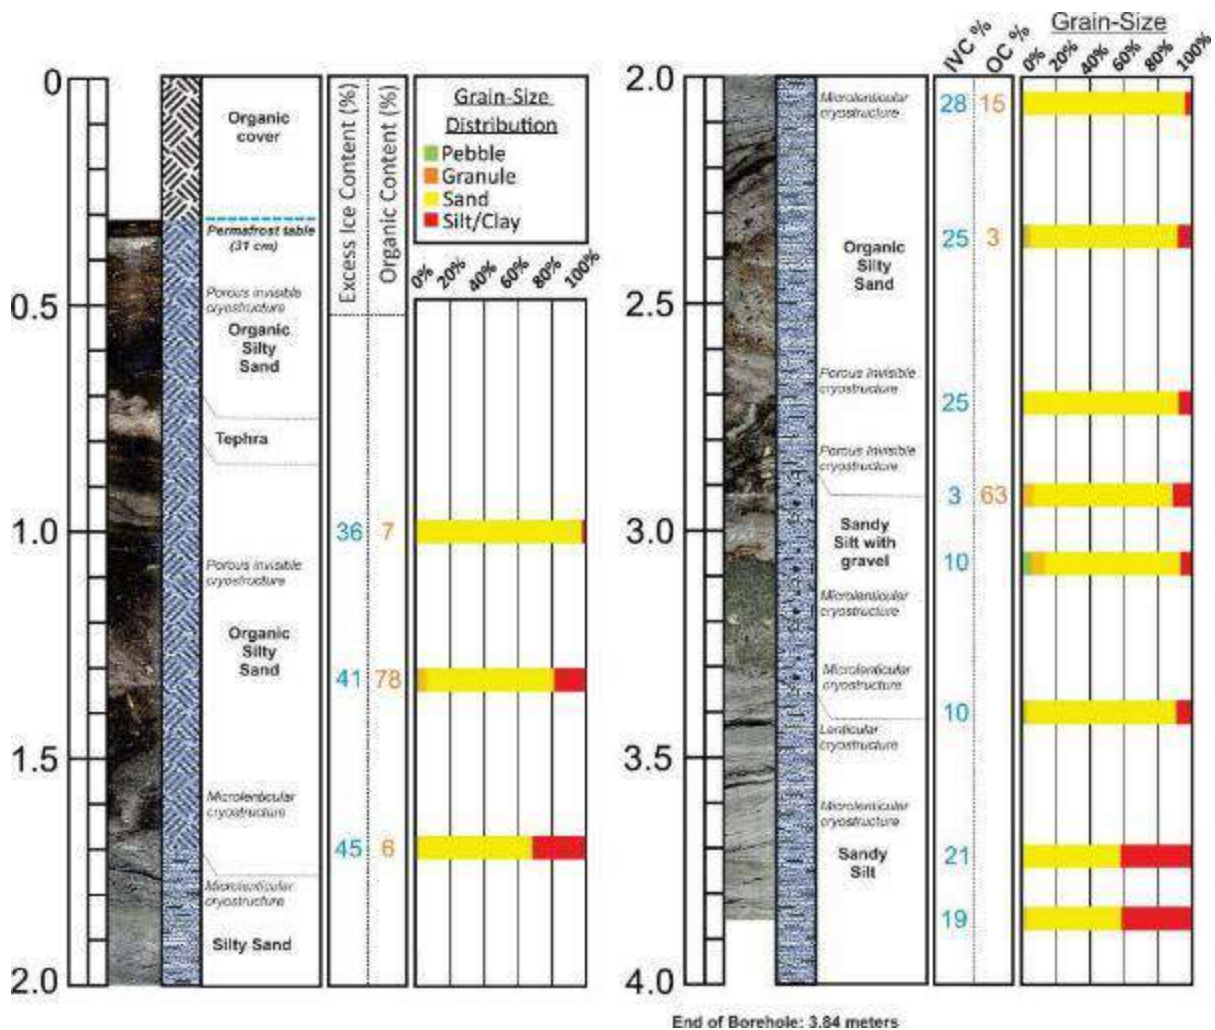 0
0.5
1.0
1.5
2.0
Organic
cover
Permafrost table
(31 cm)
Porous invisible
cryostructure
Organic
Silty
Sand
Tephra
Porous invisible
cryostructure
Organic
Silty
Sand
Microlenticular
cryostructure
Microlenticular
cryostructure
Silty Sand
Excess Ice Content (%)
Organic Content (%)
36 7
41 78
45 6
Grain-Size
Distribution
Pebble
Granule
Sand
Silt/Clay
0% 20% 40% 60% 80% 100%
2.0
2.5
3.0
3.5
4.0
Microlenticular
cryostructure
Organic
Silty
Sand
Porous Invisible
cryostructure
Porous Invisible
cryostructure
Sandy
Silt with
gravel
Microlenticular
cryostructure
Microlenticular
cryostructure
Lenticular
cryostructure
Microlenticular
cryostructure
Sandy
Silt
IVC % OC %
28 15
25 3
25
3 63
10
10
21
19
Grain-Size
0% 20% 40% 60% 80% 100%
End of Borehole: 3.84 meters